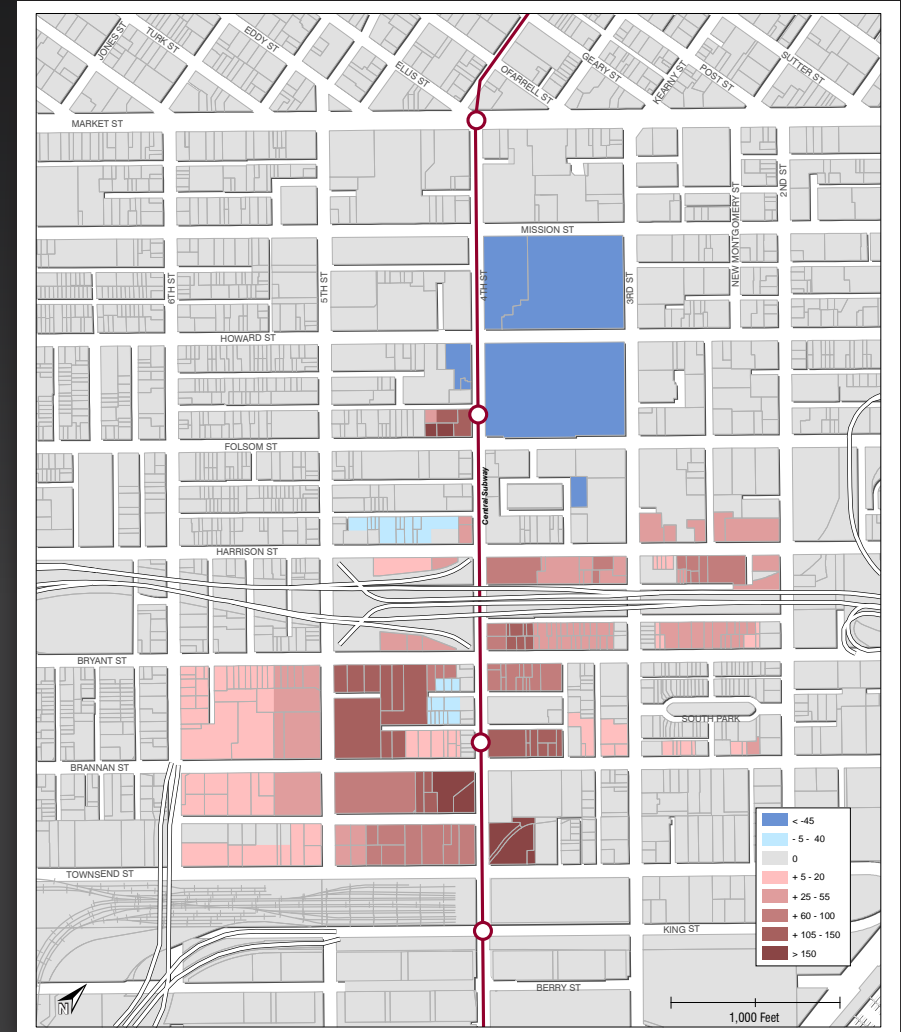 JONES ST
TURK ST
EDDY ST
ELLIS ST
OFARRELL ST
GEARY ST
KEARNY ST
POST ST
SUTTER ST
MARKET ST
2ND ST
NEW MONTGOMERY ST
MISSION ST
6TH ST
5TH ST
4TH ST
3RD ST
HOWARD ST
FOLSOM ST
Central Subway
HARRISON ST
BRYANT ST
SOUTH PARK
BRANNAN ST
< -45
- 5 - 40
0
+ 5 - 20
+ 25 - 55
+ 60 - 100
+ 105 - 150
> 150
TOWNSEND ST
KING ST
BERRY ST
N
1,000 Feet